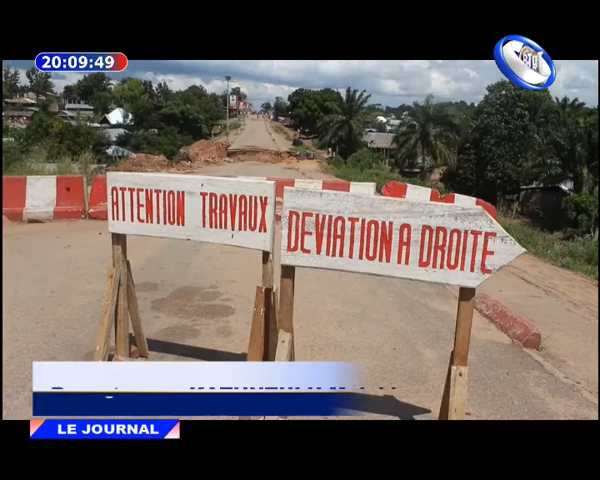 20:09:49
ATTENTION TRAVAUX
DEVIATION A DROITE
LE JOURNAL